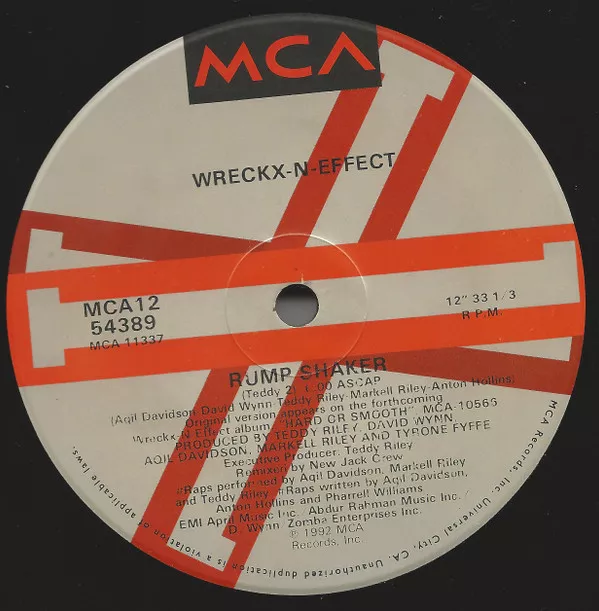 MCA
WRECKX-N-EFFECT
MCA12
54389
MCA 11337
12" 33 1/3
R.P.M.
RUMP SHAKER
(Teddy 2) :00 ASCAP
(Aqil Davidson David Wynn Teddy Riley-Markell Riley-Anton Hollins)
Original version appears on the forthcoming
Wreckx-N Effect album "HARD OR SMOOTH", MCA-10566
PRODUCED BY TEDDY RILEY, DAVID WYNN,
AQIL DAVIDSON, MARKELL RILEY AND TYRONE FYFFE
Executive Producer: Teddy Riley
Remixed by New Jack Crew
#Raps performed by Aqil Davidson, Markell Riley
and Teddy Riley #Raps written by Aqil Davidson,
Anton Hollins and Pharrell Williams
EMI April Music Inc./Abdur Rahman Music Inc./
D. Wynn/Zomba Enterprises Inc.
℗ 1992 MCA
Records, Inc.
MCA Records, Inc., Universal City, CA. Unauthorized duplication is a violation of applicable laws.